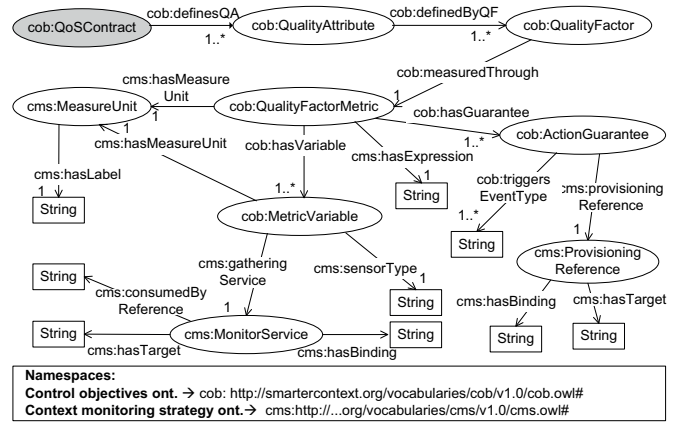 cob:definesQA
cob:definedByQF
cob:QoSContract
cob:QualityAttribute
cob:QualityFactor
1..*
1..*
cob:measuredThrough
cms:hasMeasure
Unit
1
cob:hasGuarantee
cms:MeasureUnit
1
cob:QualityFactorMetric
cob:ActionGuarantee
1
cms:hasMeasureUnit
cob:hasVariable
1..*
cms:hasExpression
cms:hasLabel
1
cob:triggers
EventType
cms:provisioning
Reference
1
String
1..*
String
1..*
cob:MetricVariable
String
1
cms:Provisioning
Reference
cms:gathering
Service
cms:sensorType
1
String
cms:consumedBy
Reference
String
cms:hasBinding
cms:hasTarget
1
String
cms:MonitorService
String
String
String
cms:hasTarget
cms:hasBinding
Namespaces:
Control objectives ont. → cob: http://smartercontext.org/vocabularies/cob/v1.0/cob.owl#
Context monitoring strategy ont.→ cms:http://...org/vocabularies/cms/v1.0/cms.owl#